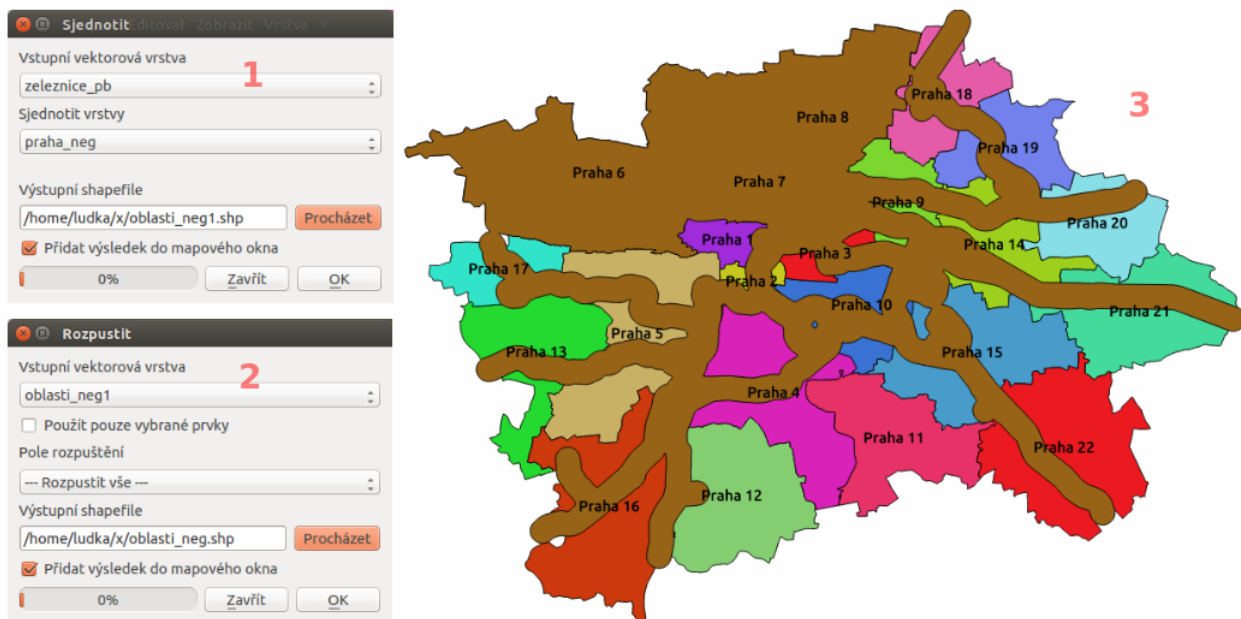 Sjednotit
Editovat Zobrazit Vrstva
Vstupní vektorová vrstva
1
zeleznice_pb
Sjednotit vrstvy
praha_neg
Výstupní shapefile
/home/ludka/x/oblasti_neg1.shp Procházet
Přidat výsledek do mapového okna
0% Zavřít OK
Rozpustit
Vstupní vektorová vrstva
2
oblasti_neg1
Použít pouze vybrané prvky
Pole rozpuštění
--- Rozpustit vše ---
Výstupní shapefile
/home/ludka/x/oblasti_neg.shp Procházet
Přidat výsledek do mapového okna
0% Zavřít OK
3
Praha 18
Praha 8
Praha 19
Praha 6
Praha 7
Praha 9
Praha 20
Praha 1
Praha 14
Praha 3
Praha 17
Praha 2
Praha 10
Praha 21
Praha 5
Praha 13
Praha 15
Praha 4
Praha 11
Praha 22
Praha 12
Praha 16